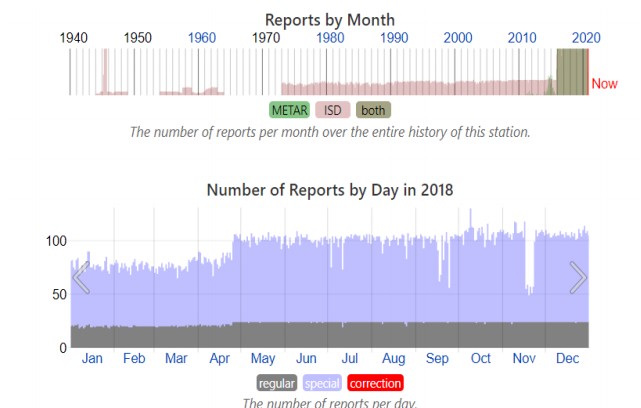 Reports by Month
1940 1950 1960 1970 1980 1990 2000 2010 2020
Now
METAR ISD both
The number of reports per month over the entire history of this station.
Number of Reports by Day in 2018
100
50
0
Jan Feb Mar Apr May Jun Jul Aug Sep Oct Nov Dec
regular special correction
The number of reports per day.